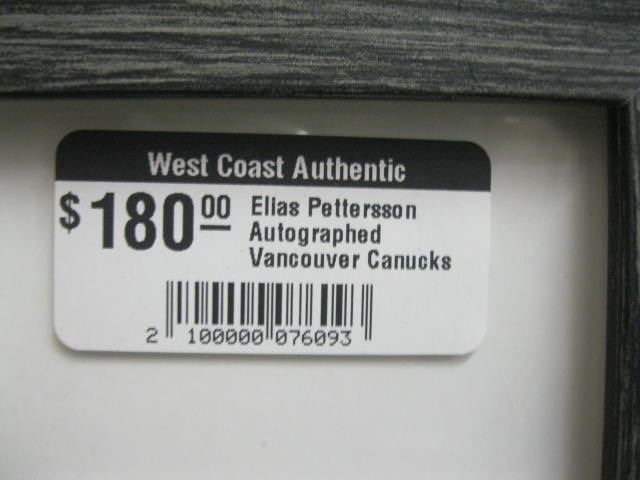 West Coast Authentic
$180.00 Elias Pettersson
Autographed
Vancouver Canucks
2 100000 076093